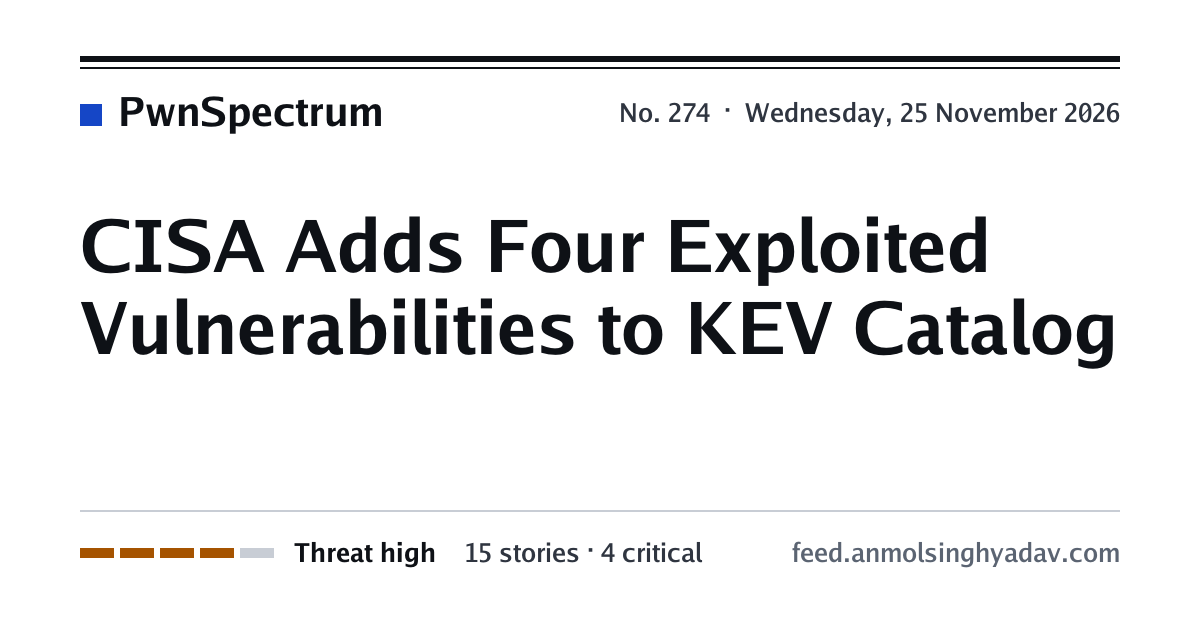 PwnSpectrum
No. 274 · Wednesday, 25 November 2026
CISA Adds Four Exploited
Vulnerabilities to KEV Catalog
Threat high
15 stories · 4 critical
feed.anmolsinghyadav.com